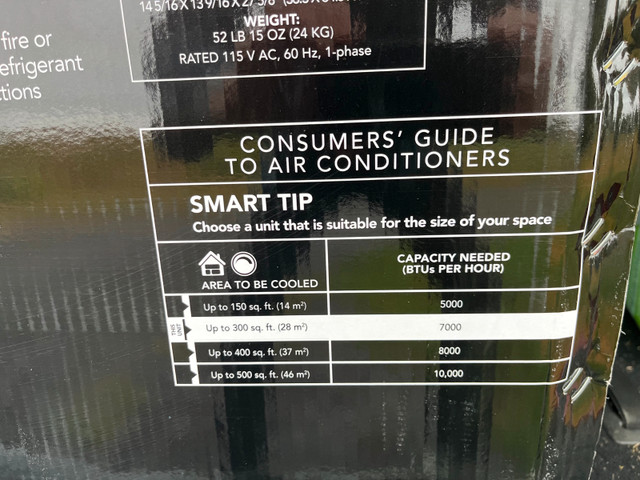 fire or
efrigerant
tions
WEIGHT:
52 LB 15 OZ (24 KG)
RATED 115 V AC, 60 Hz, 1-phase
CONSUMERS' GUIDE
TO AIR CONDITIONERS
SMART TIP
Choose a unit that is suitable for the size of your space
AREA TO BE COOLED
CAPACITY NEEDED
(BTUs PER HOUR)
Up to 150 sq. ft. (14 m²) 5000
THIS UNIT
Up to 300 sq. ft. (28 m²) 7000
Up to 400 sq. ft. (37 m²) 8000
Up to 500 sq. ft. (46 m²) 10,000